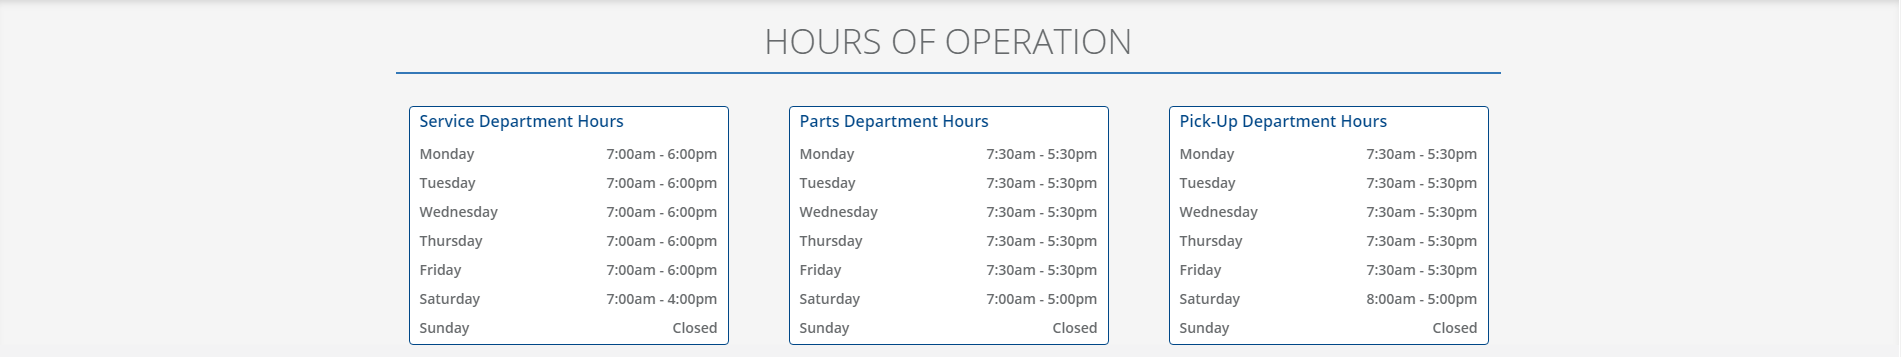 HOURS OF OPERATION
Service Department Hours
Monday 7:00am - 6:00pm
Tuesday 7:00am - 6:00pm
Wednesday 7:00am - 6:00pm
Thursday 7:00am - 6:00pm
Friday 7:00am - 6:00pm
Saturday 7:00am - 4:00pm
Sunday Closed
Parts Department Hours
Monday 7:30am - 5:30pm
Tuesday 7:30am - 5:30pm
Wednesday 7:30am - 5:30pm
Thursday 7:30am - 5:30pm
Friday 7:30am - 5:30pm
Saturday 7:00am - 5:00pm
Sunday Closed
Pick-Up Department Hours
Monday 7:30am - 5:30pm
Tuesday 7:30am - 5:30pm
Wednesday 7:30am - 5:30pm
Thursday 7:30am - 5:30pm
Friday 7:30am - 5:30pm
Saturday 8:00am - 5:00pm
Sunday Closed